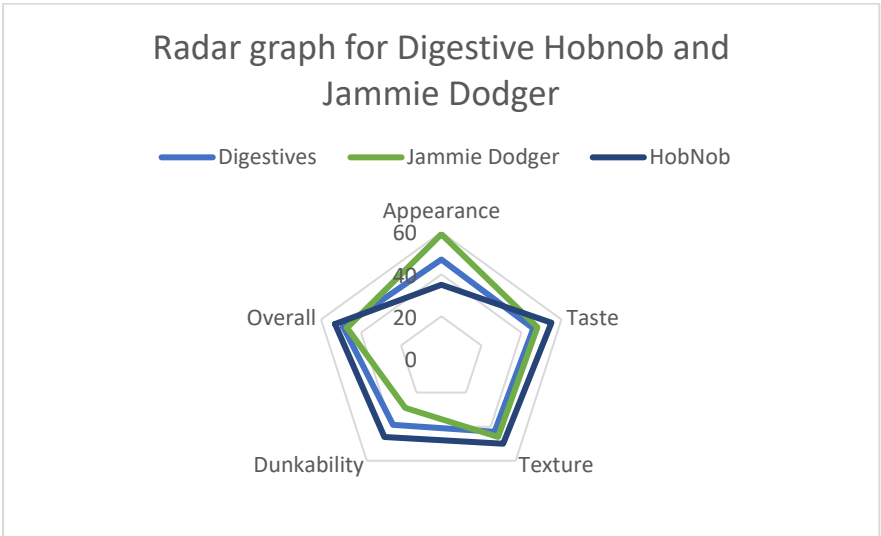 Radar graph for Digestive Hobnob and
Jammie Dodger
Digestives Jammie Dodger HobNob
Appearance
60
40
20
0
Overall Taste
Dunkability Texture